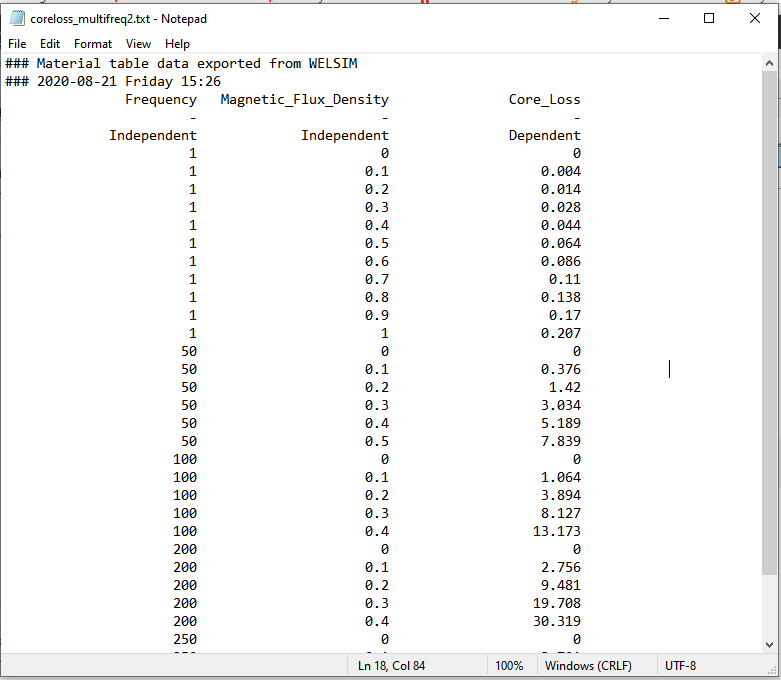 coreloss_multifreq2.txt - Notepad
File Edit Format View Help
### Material table data exported from WELSIM
### 2020-08-21 Friday 15:26
Frequency Magnetic_Flux_Density Core_Loss
- - -
Independent Independent Dependent
1 0 0
1 0.1 0.004
1 0.2 0.014
1 0.3 0.028
1 0.4 0.044
1 0.5 0.064
1 0.6 0.086
1 0.7 0.11
1 0.8 0.138
1 0.9 0.17
1 1 0.207
50 0 0
50 0.1 0.376
50 0.2 1.42
50 0.3 3.034
50 0.4 5.189
50 0.5 7.839
100 0 0
100 0.1 1.064
100 0.2 3.894
100 0.3 8.127
100 0.4 13.173
200 0 0
200 0.1 2.756
200 0.2 9.481
200 0.3 19.708
200 0.4 30.319
250 0 0
Ln 18, Col 84 100% Windows (CRLF) UTF-8